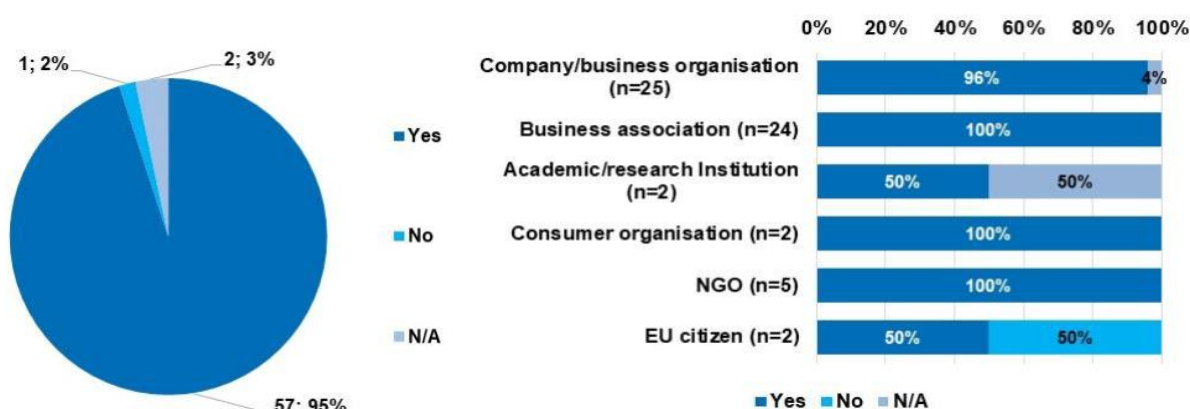 1; 2%
2; 3%
57; 95%
Yes
No
N/A
0% 20% 40% 60% 80% 100%
Company/business organisation
(n=25)
96% 4%
Business association (n=24)
100%
Academic/research Institution
(n=2)
50% 50%
Consumer organisation (n=2)
100%
NGO (n=5)
100%
EU citizen (n=2)
50% 50%
Yes No N/A